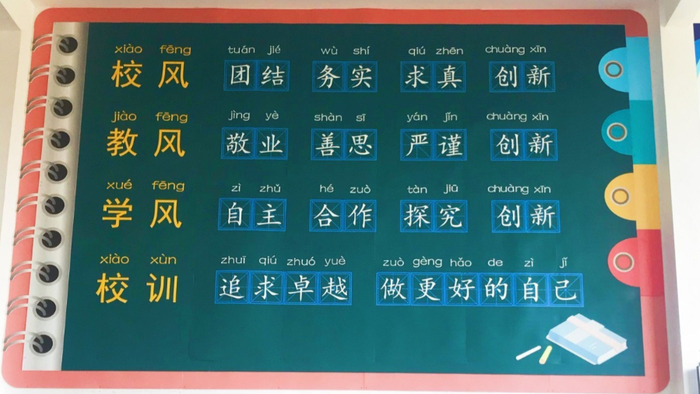 xiào fēng tuán jié wù shí qiú zhēn chuàng xīn
校风 团结 务实 求真 创新
jiào fēng jìng yè shàn sī yán jǐn chuàng xīn
教风 敬业 善思 严谨 创新
xué fēng zì zhǔ hé zuò tàn jiū chuàng xīn
学风 自主 合作 探究 创新
xiào xùn zhuī qiú zhuó yuè zuò gèng hǎo de zì jǐ
校训 追求卓越 做更好的自己